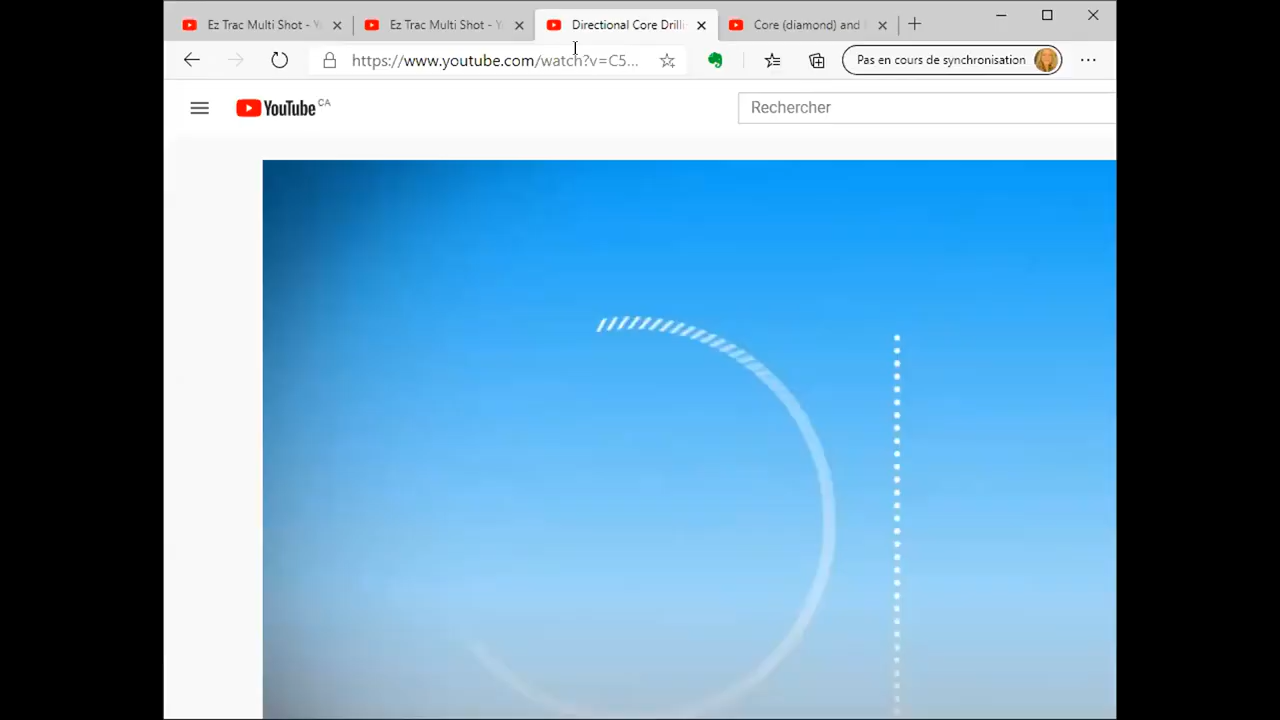 Ez Trac Multi Shot - Y
Ez Trac Multi Shot - Yo
Directional Core Drilli
Core (diamond) and
https://www.youtube.com/watch?v=C5...
Pas en cours de synchronisation
YouTube CA
Rechercher